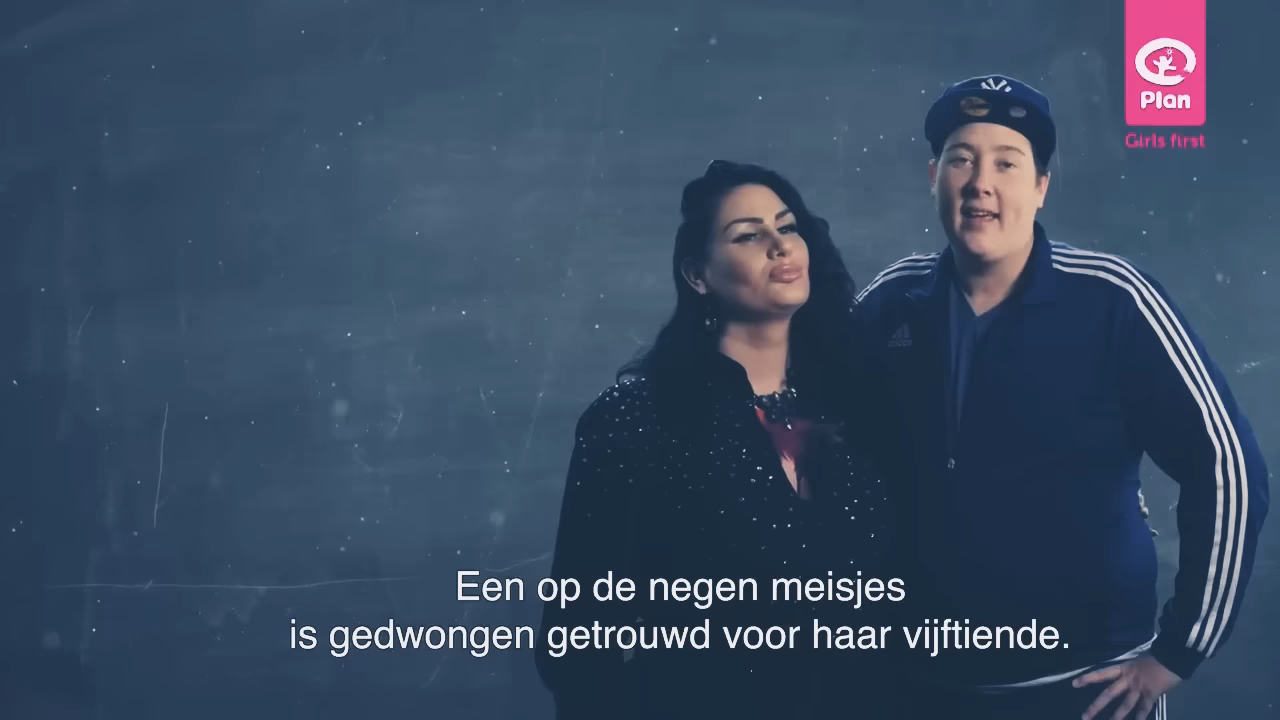 Plan
Girls first
Een op de negen meisjes
is gedwongen getrouwd voor haar vijftiende.